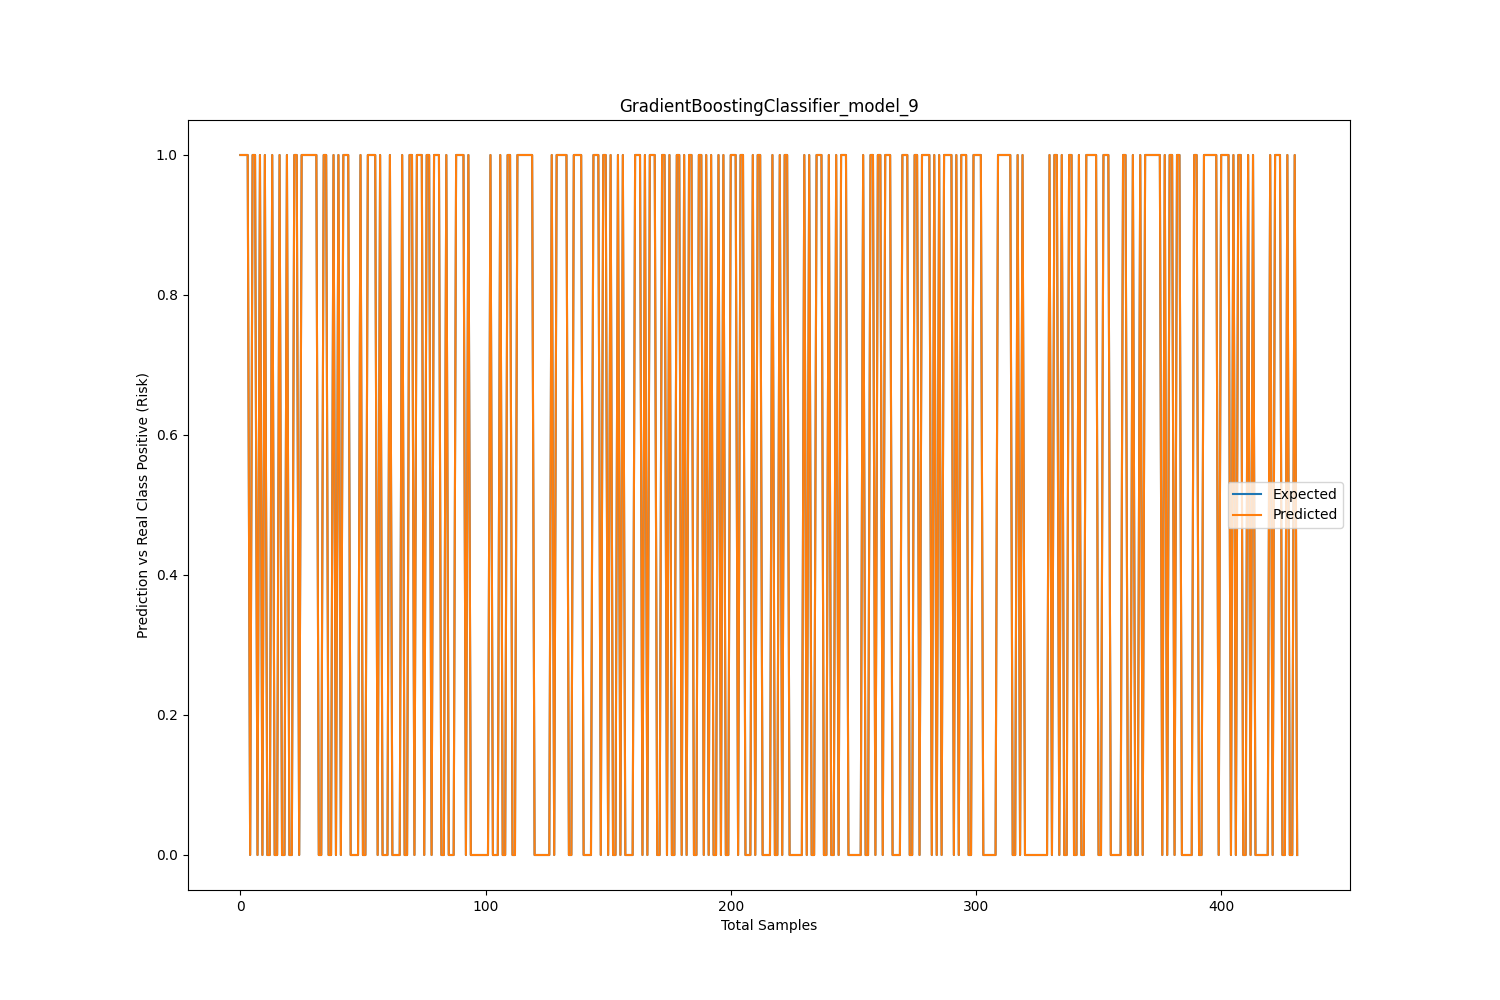 GradientBoostingClassifier_model_9
Prediction vs Real Class Positive (Risk)
1.0
0.8
0.6
0.4
0.2
0.0
Expected
Predicted
0
100
200
300
400
Total Samples